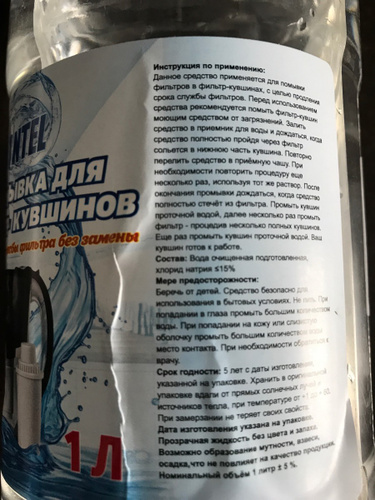 Инструкция по применению:
Данное средство применяется для помывки
фильтров в фильтр-кувшинах, с целью продления
срока службы фильтров. Перед использованием
средства рекомендуется помыть фильтр-кувшин
моющим средством от загрязнений. Залить
средство в приемник для воды и дождаться, когда
средство полностью пройдя через фильтр
сольется в нижнюю часть кувшина. Повторно
перелить средство в приёмную чашу. При
необходимости повторить процедуру еще
несколько раз, используя тот же раствор. После
окончания промывки дождаться, когда средство
полностью стечёт из фильтра. Промыть кувшин
проточной водой, далее несколько раз промыть
фильтр - процедив несколько полных кувшинов.
Еще раз промыть кувшин проточной водой. Ваш
кувшин готов к работе.
Состав: Вода очищенная подготовленная,
хлорид натрия ≤15%
Мере предосторожности:
Беречь от детей. Средство безопасно для
использования в бытовых условиях. Не пить. При
попадании в глаза промыть большим количеством
воды. При попадании на кожу или слизистую
оболочку промыть большим количеством воды
место контакта. При необходимости обратиться к
врачу.
Срок годности: 5 лет с даты изготовления,
указанной на упаковке. Хранить в оригинальной
упаковке вдали от прямых солнечных лучей и
источников тепла, при температуре от
При замерзании не теряет своих свойств.
Дата изготовления указана на упаковке.
Прозрачная жидкость без цвета и запаха.
Возможно образование мутности, взвеси,
осадка,что не повлияет на качество продукции.
Номинальный объём 1 литр ± 5 %.
NTEL
ЫВКА ДЛЯ
КУВШИНОВ
жбы фильтра без замены
1 Л